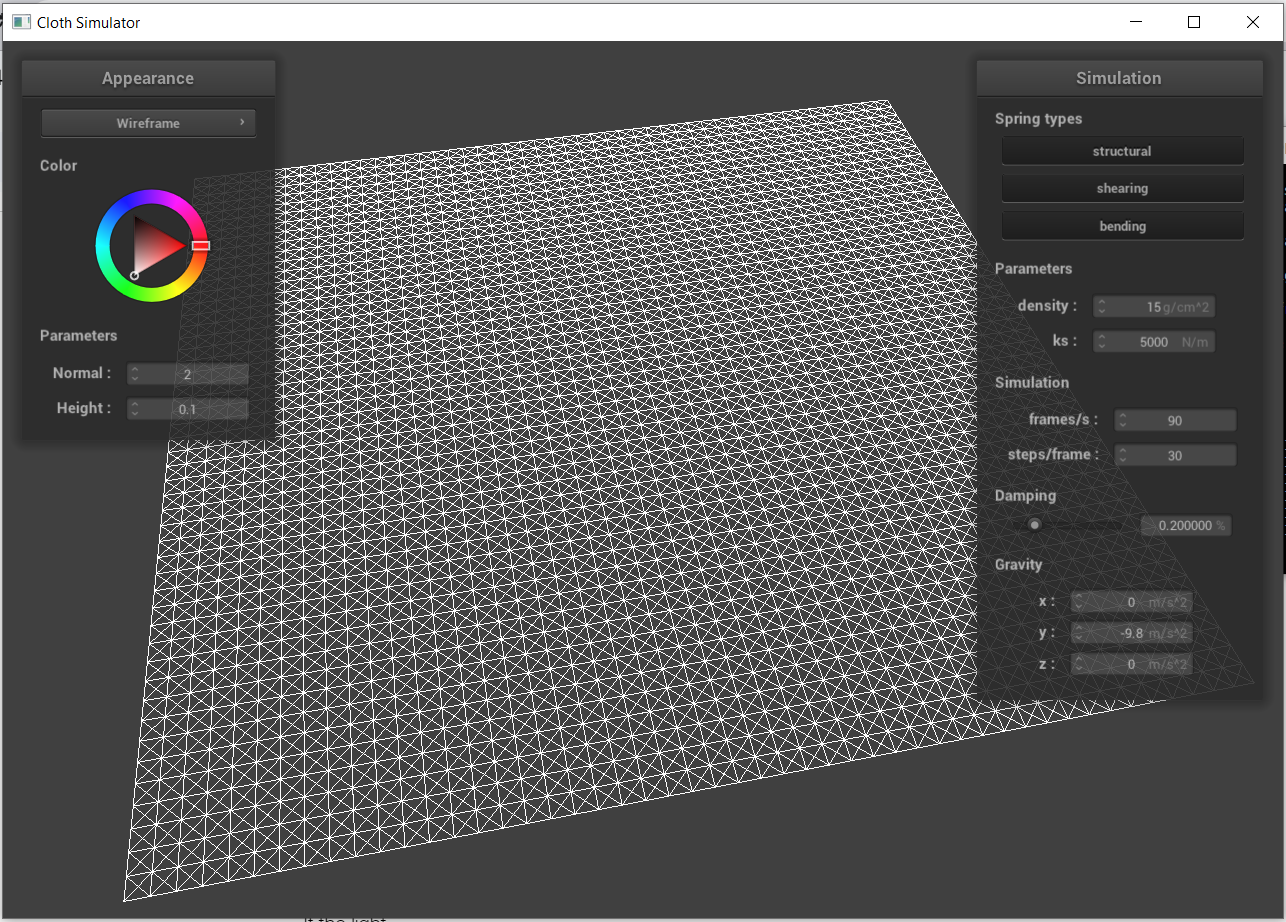 Cloth Simulator
Appearance
Wireframe
Color
Parameters
Normal : 2
Height : 0.1
Simulation
Spring types
structural
shearing
bending
Parameters
density : 15 g/cm^2
ks : 5000 N/m
Simulation
frames/s : 90
steps/frame : 30
Damping
0.200000 %
Gravity
x : 0 m/s^2
y : -9.8 m/s^2
z : 0 m/s^2